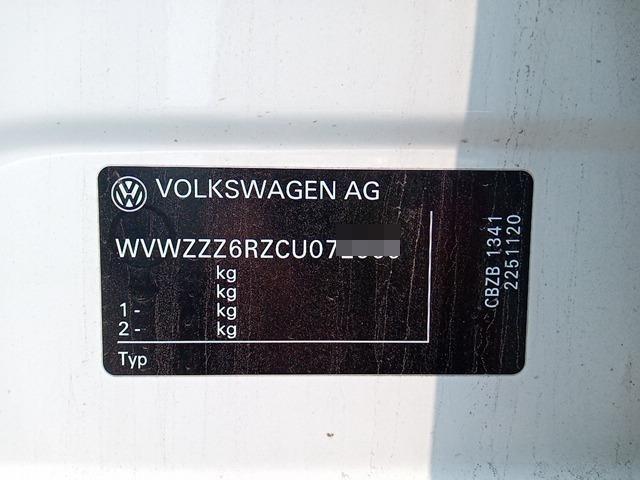 VOLKSWAGEN AG
WVWZZZ6RZCU07
kg
kg
1- kg
2- kg
Typ
CBZB 1341
2251120